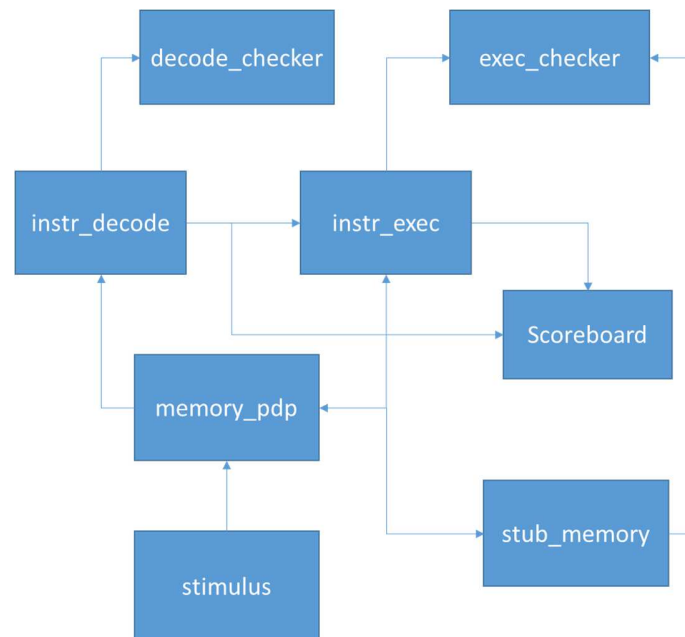 decode_checker
exec_checker
instr_decode
instr_exec
Scoreboard
memory_pdp
stub_memory
stimulus